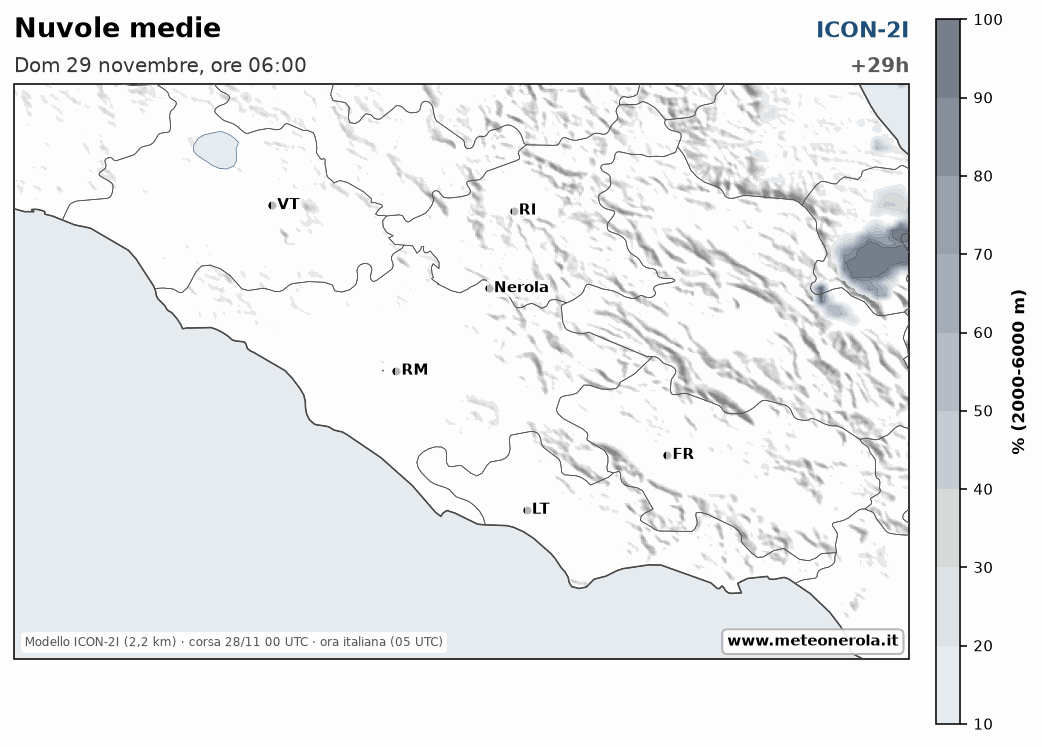 Nuvole medie
ICON-2I
Dom 29 novembre, ore 06:00
+29h
VT
RI
Nerola
RM
FR
LT
Modello ICON-2I (2,2 km) · corsa 28/11 00 UTC · ora italiana (05 UTC)
www.meteonerola.it
100
90
80
70
60
50
40
30
20
10
% (2000-6000 m)